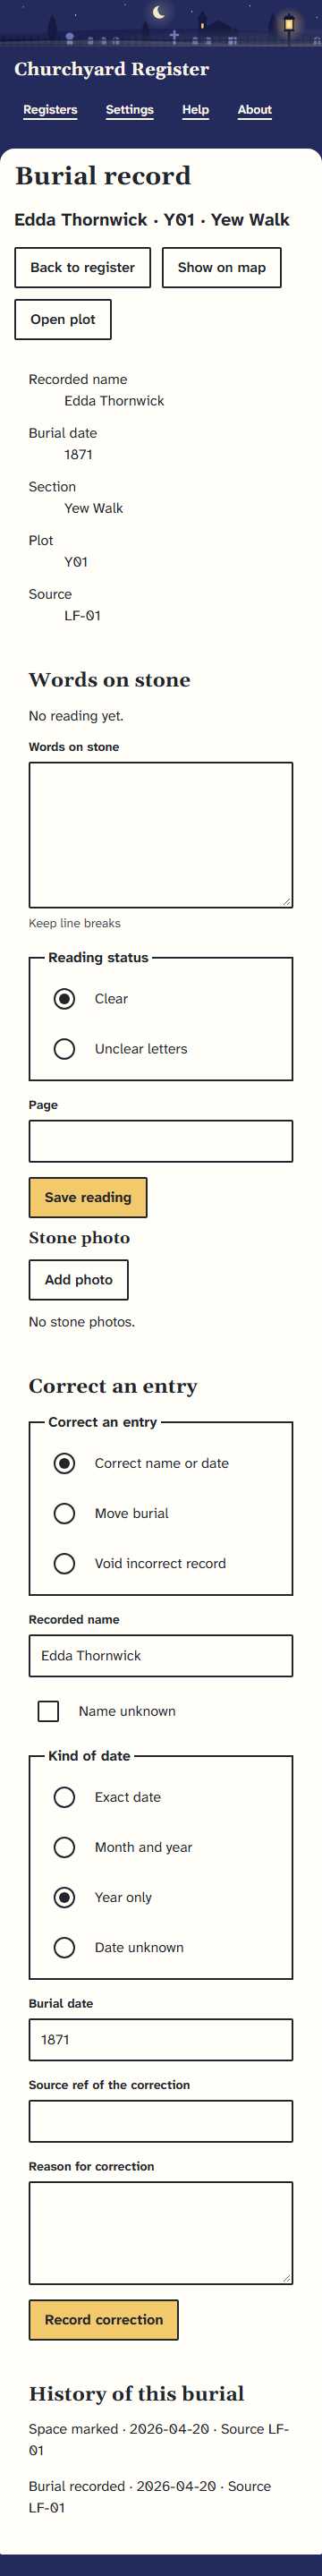 Churchyard Register
Registers Settings Help About
Burial record
Edda Thornwick · Y01 · Yew Walk
Back to register Show on map
Open plot
Recorded name
Edda Thornwick
Burial date
1871
Section
Yew Walk
Plot
Y01
Source
LF-01
Words on stone
No reading yet.
Words on stone
Keep line breaks
Reading status
Clear
Unclear letters
Page
Save reading
Stone photo
Add photo
No stone photos.
Correct an entry
Correct an entry
Correct name or date
Move burial
Void incorrect record
Recorded name
Edda Thornwick
Name unknown
Kind of date
Exact date
Month and year
Year only
Date unknown
Burial date
1871
Source ref of the correction
Reason for correction
Record correction
History of this burial
Space marked · 2026-04-20 · Source LF-
01
Burial recorded · 2026-04-20 · Source
LF-01